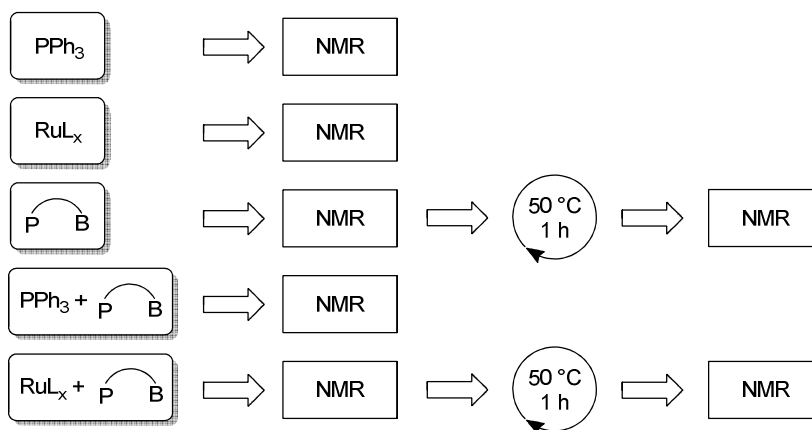 PPh₃ NMR
RuLₓ NMR
P B NMR 50 °C NMR
1 h
PPh₃ + P B NMR
RuLₓ + P B NMR 50 °C NMR
1 h